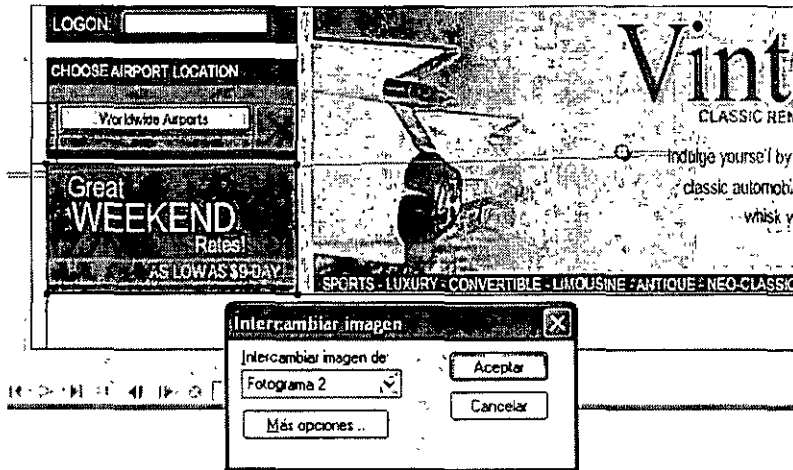 LOGON:
CHOOSE AIRPORT LOCATION
Worldwide Airports
Great
WEEKEND
Rates!
AS LOW AS $9-DAY
Vint
CLASSIC REN
Indulge yourself by
classic automob
whisk
SPORTS - LUXURY - CONVERTIBLE - LIMOUSINE - ANTIQUE - NEO-CLASSIC
Intercambiar imagen
Intercambiar imagen de:
Fotograma 2
Aceptar
Cancelar
Más opciones...